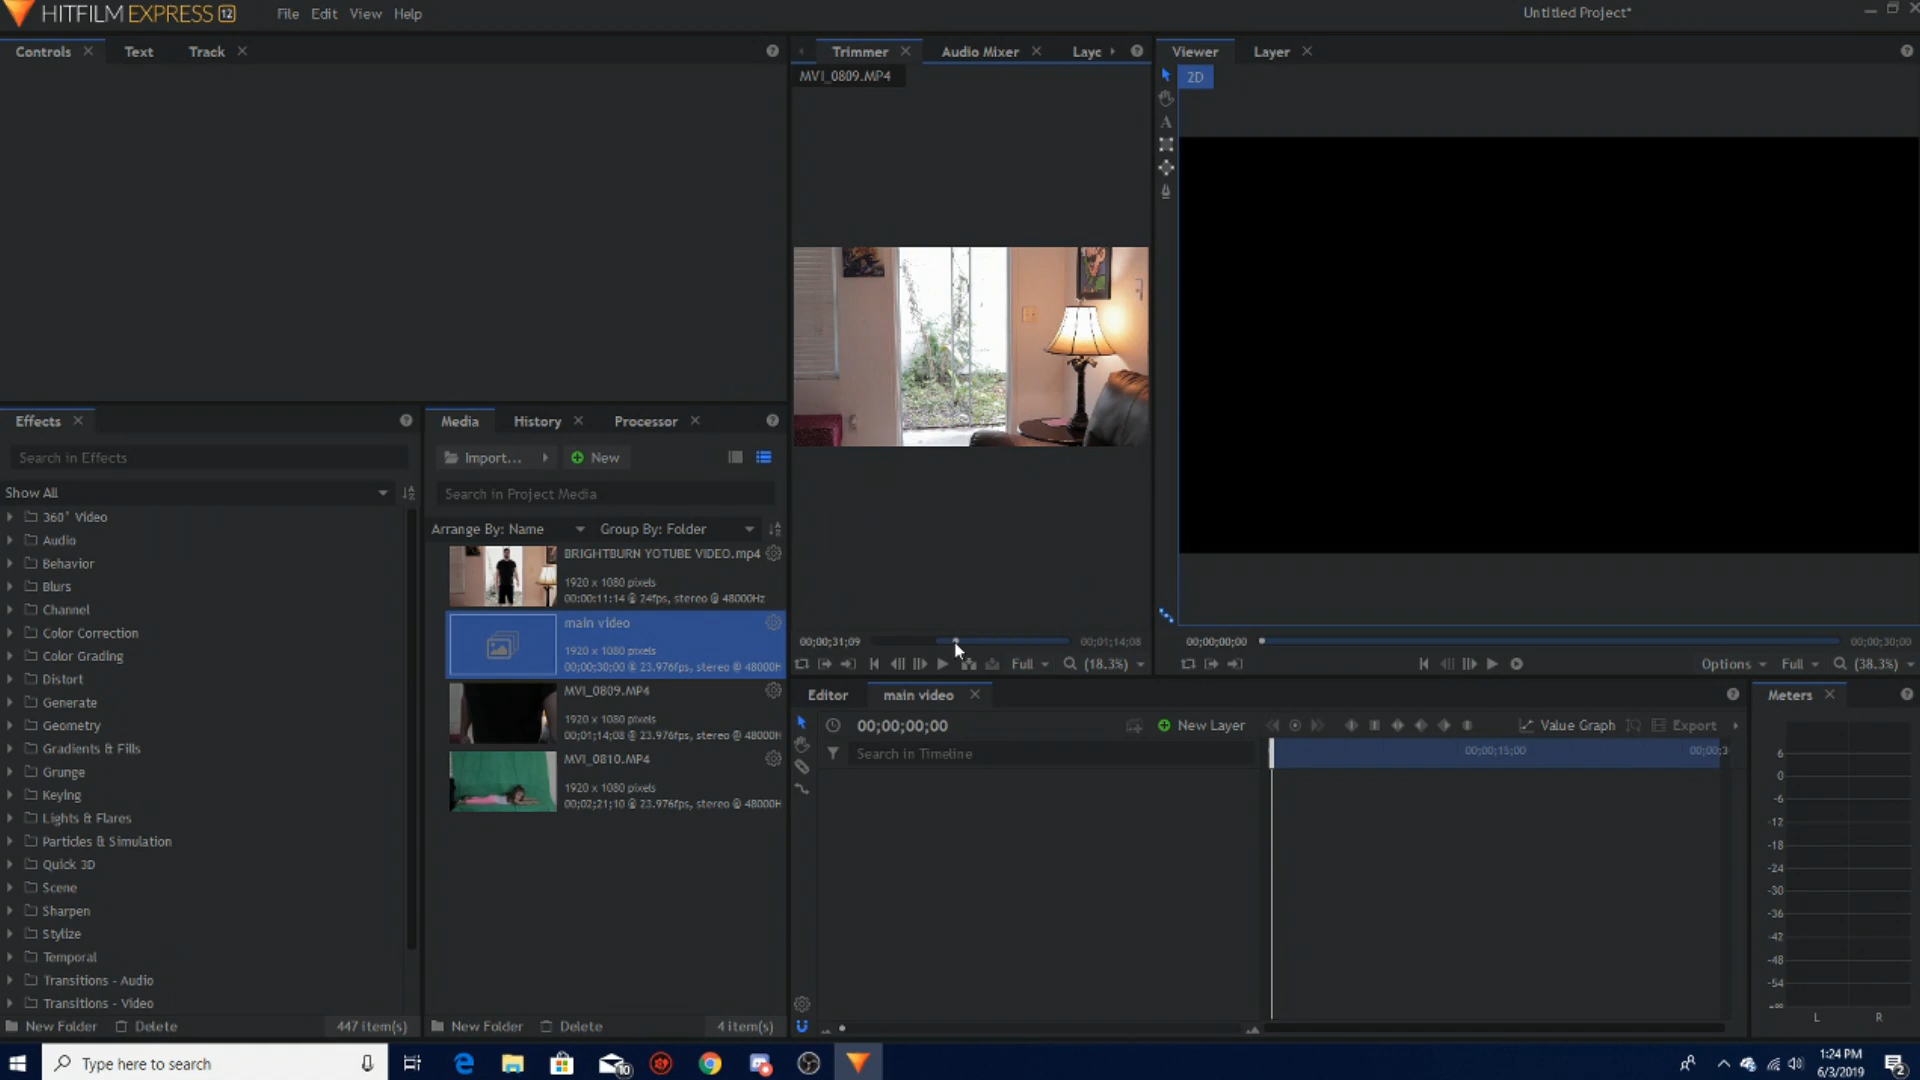 HITFILM EXPRESS 12
File Edit View Help
Untitled Project*
Controls Text Track
Trimmer Audio Mixer Layc
Viewer Layer
MVI_0809.MP4
2D
Effects
Search in Effects
Show All
360° Video
Audio
Behavior
Blurs
Channel
Color Correction
Color Grading
Distort
Generate
Geometry
Gradients & Fills
Grunge
Keying
Lights & Flares
Particles & Simulation
Quick 3D
Scene
Sharpen
Stylize
Temporal
Transitions - Audio
Transitions - Video
New Folder Delete 447 item(s)
Media History Processor
Import... New
Search in Project Media
Arrange By: Name Group By: Folder
BRIGHTBURN YOTUBE VIDEO.mp4
1920 x 1080 pixels
00:00:11:14 @ 24fps, stereo @ 48000Hz
main video
1920 x 1080 pixels
00;00;30;00 @ 23.976fps, stereo @ 48000H
MVI_0809.MP4
1920 x 1080 pixels
00;01;14;08 @ 23.976fps, stereo @ 48000H
MVI_0810.MP4
1920 x 1080 pixels
00;02;21;10 @ 23.976fps, stereo @ 48000H
New Folder Delete 4 item(s)
00;00;31;09 00;01;14;08
Full (18.3%)
00;00;00;00 00;00;30;00
Options Full (38.3%)
Editor main video
00;00;00;00 New Layer Value Graph Export
Search in Timeline
00;00;15;00 00;00;3
Meters
6
0
-6
-12
-18
-24
-30
-36
-42
-48
-54
-∞
L R
Type here to search
10
1:24 PM
6/3/2019
2